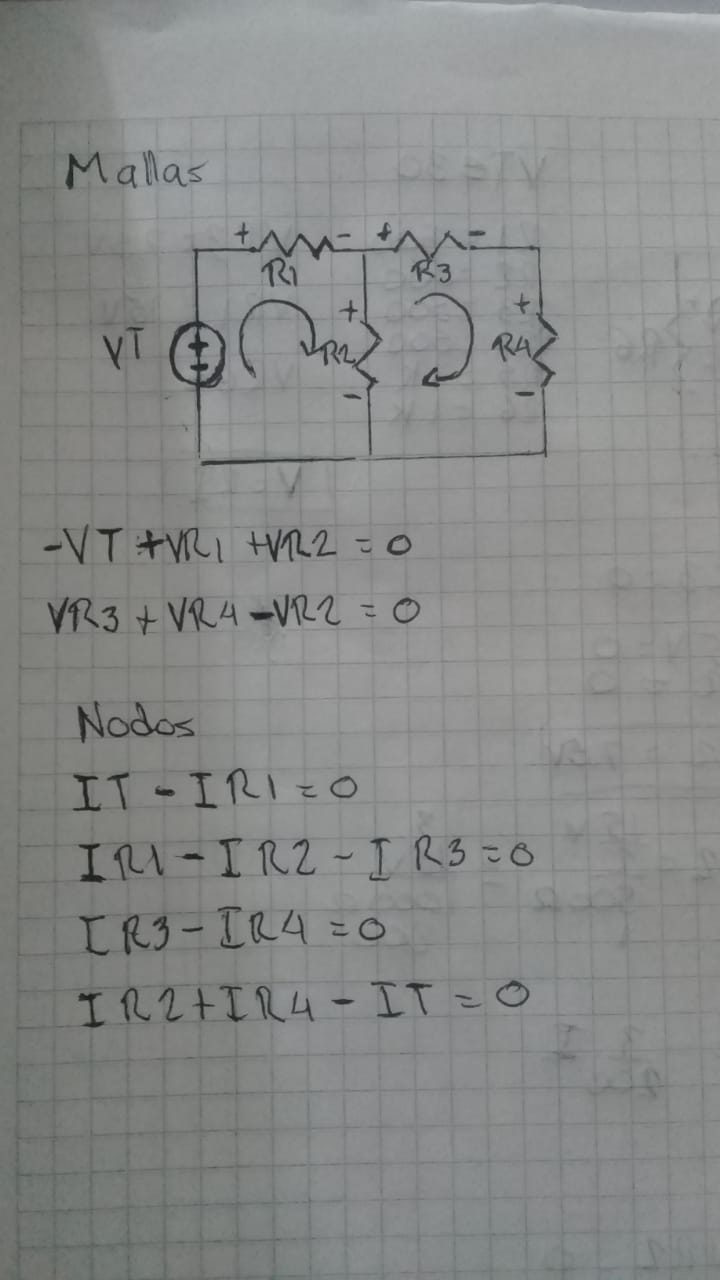 Mallas
+ - + -
R1 R3
+ +
VT + R2 R4
- -
-VT +VR1 +VR2 = 0
VR3 + VR4 -VR2 = 0
Nodos
IT - IR1 = 0
IR1 - IR2 - IR3 = 0
IR3 - IR4 = 0
IR2 + IR4 - IT = 0